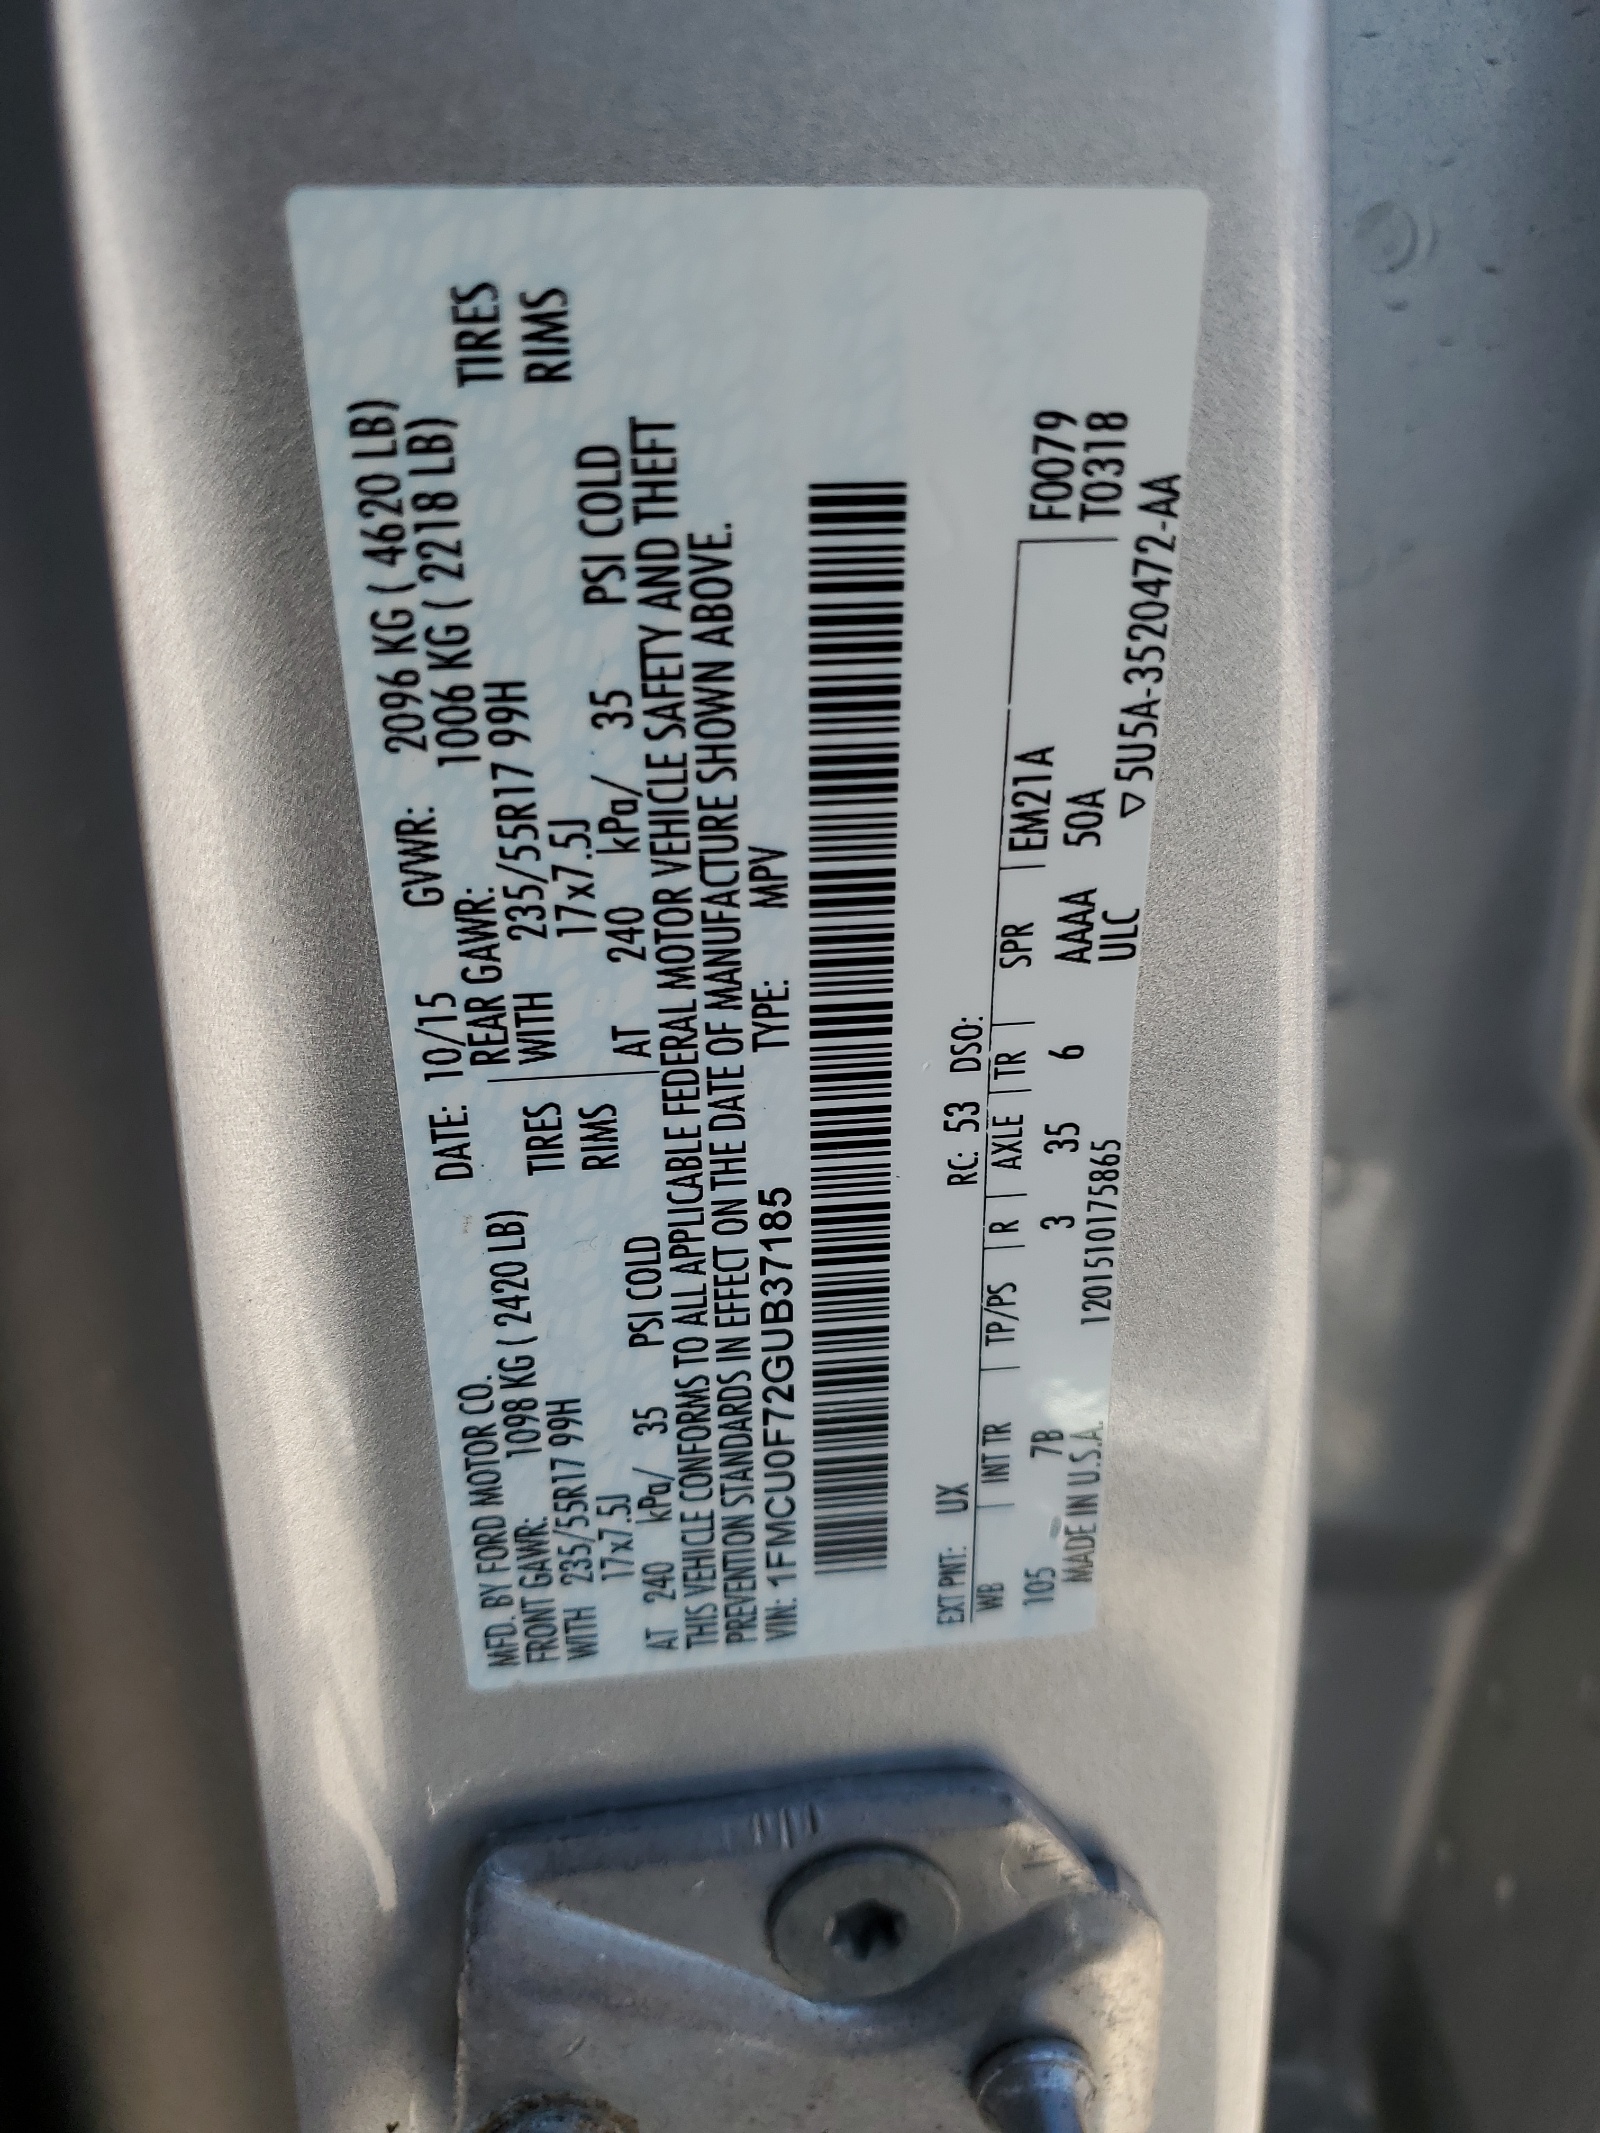 MFD. BY FORD MOTOR CO. DATE: 10/15 GVWR: 2096 KG ( 4620 LB)
FRONT GAWR: 1098 KG ( 2420 LB) REAR GAWR: 1006 KG ( 2218 LB)
WITH 235/55R17 99H TIRES WITH 235/55R17 99H TIRES
17x7.5J RIMS 17x7.5J RIMS
AT 240 kPa/ 35 PSI COLD AT 240 kPa/ 35 PSI COLD
THIS VEHICLE CONFORMS TO ALL APPLICABLE FEDERAL MOTOR VEHICLE SAFETY AND THEFT
PREVENTION STANDARDS IN EFFECT ON THE DATE OF MANUFACTURE SHOWN ABOVE.
VIN: 1FMCU0F72GUB37185 TYPE: MPV
EXT PNT: UX RC: 53 DSO:
WB | INT TR | TP/PS | R | AXLE | TR | SPR | EM21A F0079
105 7B 3 35 6 AAAA 50A T0318
MADE IN U.S.A. 1201510175865 ULC ▽5U5A-3520472-AA